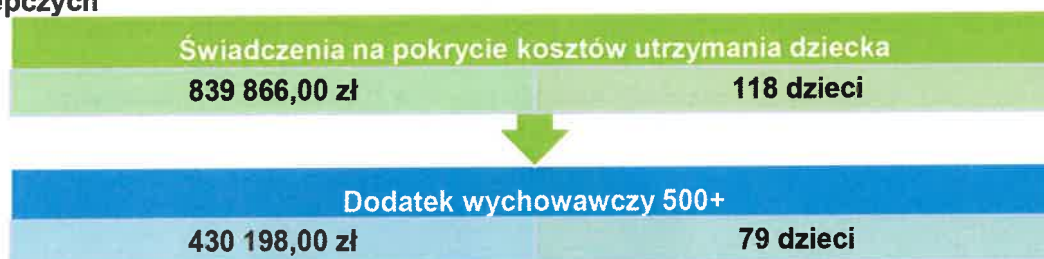 Świadczenia na pokrycie kosztów utrzymania dziecka
839 866,00 zł 118 dzieci
Dodatek wychowawczy 500+
430 198,00 zł 79 dzieci